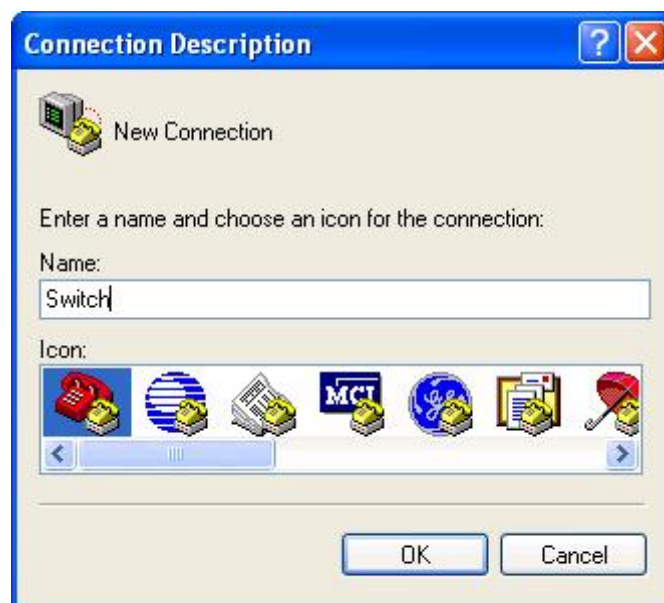 Connection Description
New Connection
Enter a name and choose an icon for the connection:
Name:
Switch
Icon:
MCI
OK Cancel